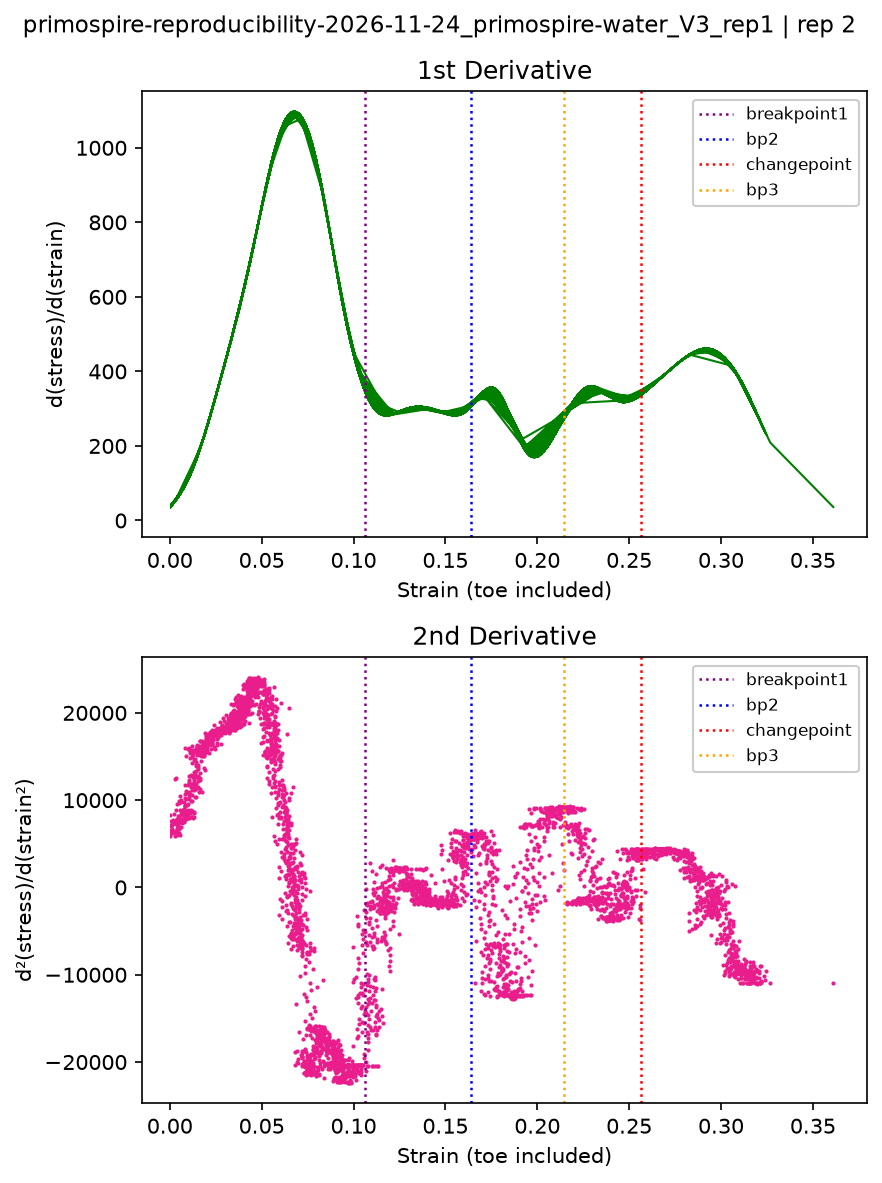 primospire-reproducibility-2026-11-24_primospire-water_V3_rep1 | rep 2
1st Derivative
breakpoint1
bp2
changepoint
bp3
d(stress)/d(strain)
1000
800
600
400
200
0
0.00 0.05 0.10 0.15 0.20 0.25 0.30 0.35
Strain (toe included)
2nd Derivative
breakpoint1
bp2
changepoint
bp3
d²(stress)/d(strain²)
20000
10000
0
−10000
−20000
0.00 0.05 0.10 0.15 0.20 0.25 0.30 0.35
Strain (toe included)